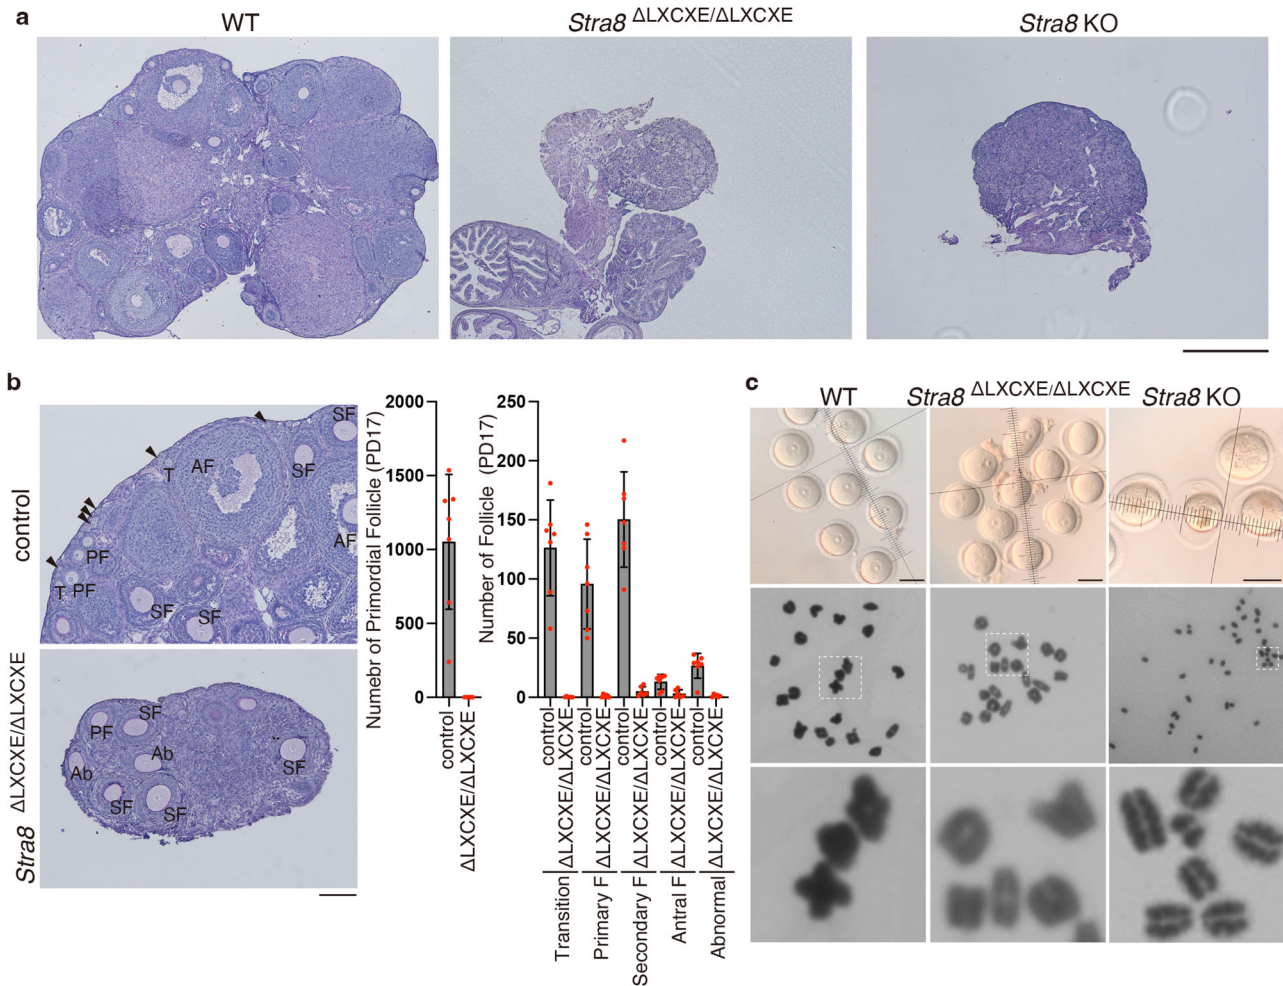 a
WT
Stra8 ΔLXCXE/ΔLXCXE
Stra8 KO
b
control
T
AF
SF
SF
AF
PF
T
PF
SF
SF
Stra8 ΔLXCXE/ΔLXCXE
SF
PF
Ab
Ab
SF
SF
SF
Numebr of Primordial Follicle (PD17)
2000
1500
1000
500
0
control
ΔLXCXE/ΔLXCXE
Number of Follicle (PD17)
250
200
150
100
50
0
control
ΔLXCXE/ΔLXCXE
control
ΔLXCXE/ΔLXCXE
control
ΔLXCXE/ΔLXCXE
control
ΔLXCXE/ΔLXCXE
control
ΔLXCXE/ΔLXCXE
Transition
Primary F
Secondary F
Antral F
Abnormal
c
WT
Stra8 ΔLXCXE/ΔLXCXE
Stra8 KO